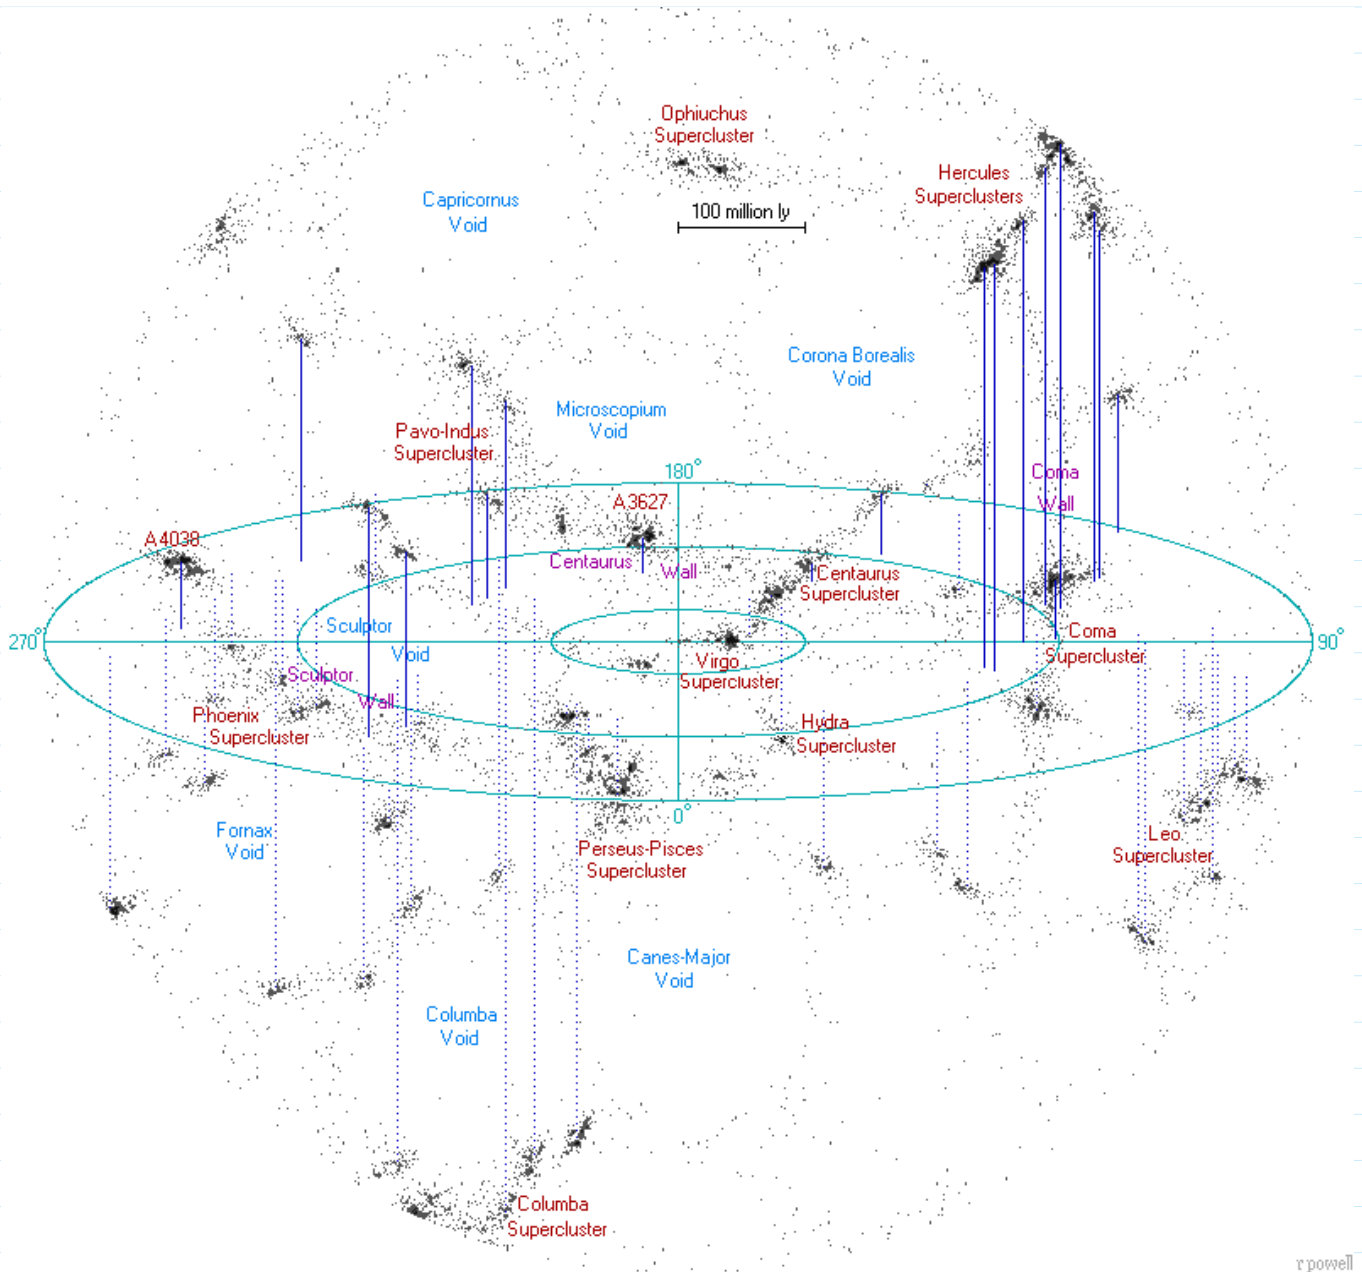 Ophiuchus
Supercluster
Hercules
Superclusters
Capricornus
Void
100 million ly
Corona Borealis
Void
Microscopium
Void
Pavo-Indus
Supercluster
180°
Coma
Wall
A3627
A4038
Centaurus
Wall
Centaurus
Supercluster
Sculptor
Void
270°
90°
Coma
Supercluster
Virgo
Supercluster
Sculptor
Wall
Phoenix
Supercluster
Hydra
Supercluster
0°
Fornax
Void
Perseus-Pisces
Supercluster
Leo
Supercluster
Canes-Major
Void
Columba
Void
Columba
Supercluster
r powell